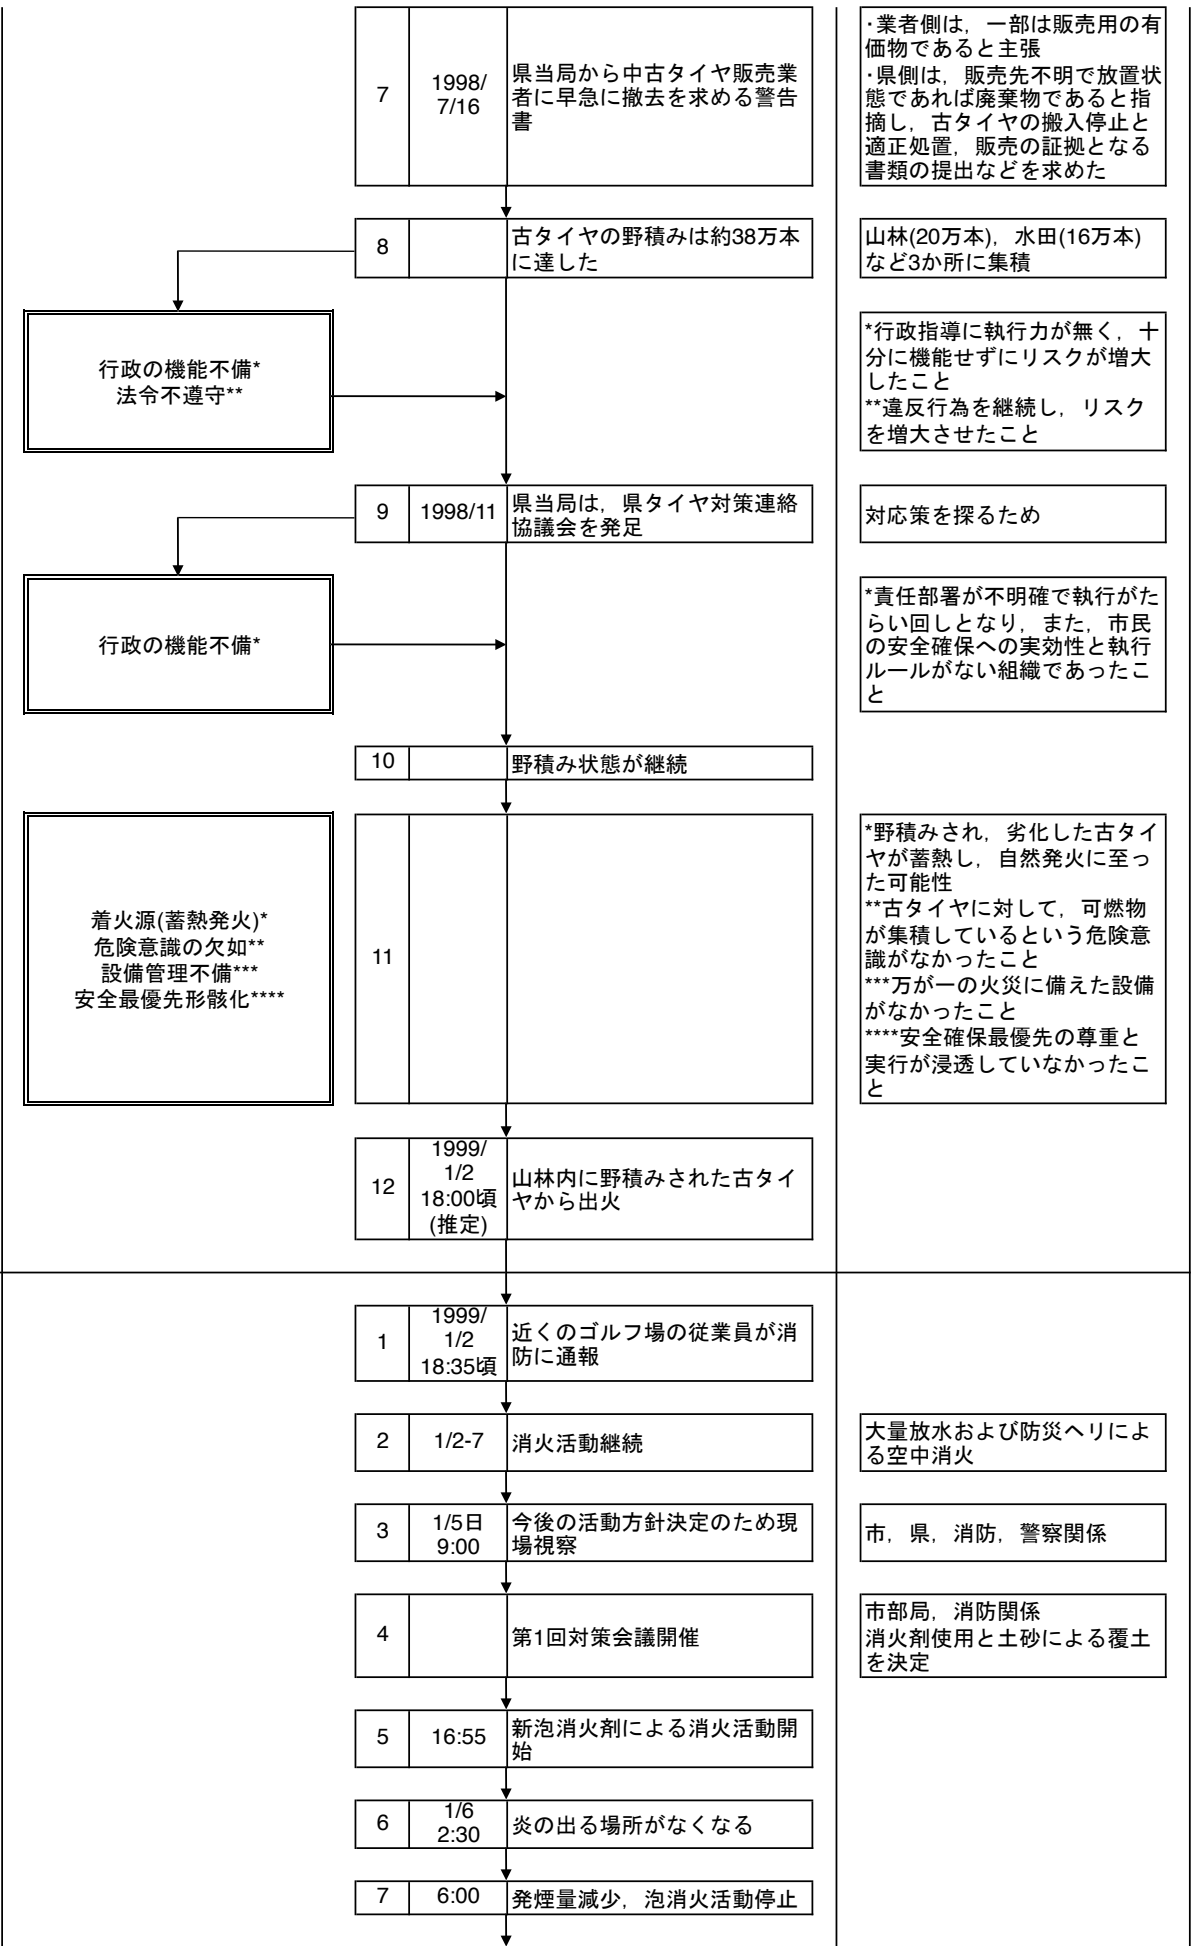 7
1998/
7/16
県当局から中古タイヤ販売業
者に早急に撤去を求める警告
書
･業者側は，一部は販売用の有
価物であると主張
･県側は，販売先不明で放置状
態であれば廃棄物であると指
摘し，古タイヤの搬入停止と
適正処置，販売の証拠となる
書類の提出などを求めた
8
古タイヤの野積みは約38万本
に達した
山林(20万本)，水田(16万本)
など3か所に集積
行政の機能不備*
法令不遵守**
*行政指導に執行力が無く，十
分に機能せずにリスクが増大
したこと
**違反行為を継続し，リスク
を増大させたこと
9
1998/11
県当局は，県タイヤ対策連絡
協議会を発足
対応策を探るため
行政の機能不備*
*責任部署が不明確で執行がた
らい回しとなり，また，市民
の安全確保への実効性と執行
ルールがない組織であったこ
と
10
野積み状態が継続
着火源(蓄熱発火)*
危険意識の欠如**
設備管理不備***
安全最優先形骸化****
11
*野積みされ，劣化した古タイ
ヤが蓄熱し，自然発火に至っ
た可能性
**古タイヤに対して，可燃物
が集積しているという危険意
識がなかったこと
***万が一の火災に備えた設備
がなかったこと
****安全確保最優先の尊重と
実行が浸透していなかったこ
と
12
1999/
1/2
18:00頃
(推定)
山林内に野積みされた古タイ
ヤから出火
1
1999/
1/2
18:35頃
近くのゴルフ場の従業員が消
防に通報
2
1/2-7
消火活動継続
大量放水および防災ヘリによ
る空中消火
3
1/5日
9:00
今後の活動方針決定のため現
場視察
市，県，消防，警察関係
4
第1回対策会議開催
市部局，消防関係
消火剤使用と土砂による覆土
を決定
5
16:55
新泡消火剤による消火活動開
始
6
1/6
2:30
炎の出る場所がなくなる
7
6:00
発煙量減少，泡消火活動停止